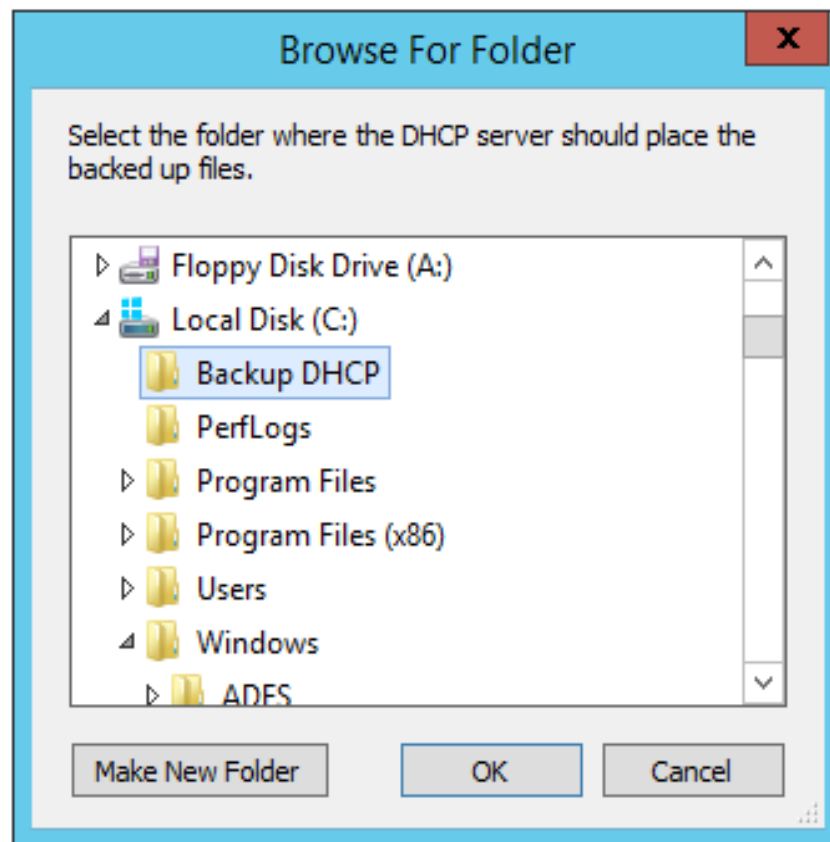 Browse For Folder
x
Select the folder where the DHCP server should place the
backed up files.
Floppy Disk Drive (A:)
Local Disk (C:)
Backup DHCP
PerfLogs
Program Files
Program Files (x86)
Users
Windows
ADFS
Make New Folder OK Cancel